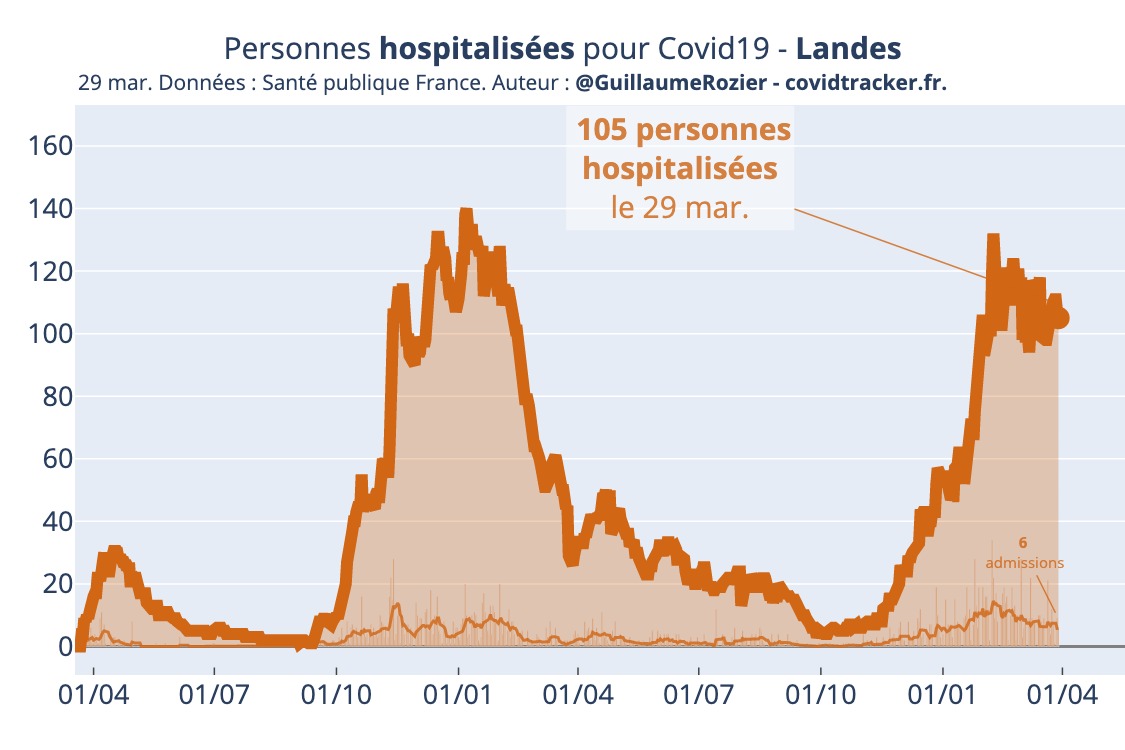 Personnes hospitalisées pour Covid19 - Landes
29 mar. Données : Santé publique France. Auteur : @GuillaumeRozier - covidtracker.fr.
105 personnes
hospitalisées
le 29 mar.
160
140
120
100
80
60
40
20
0
6
admissions
01/04 01/07 01/10 01/01 01/04 01/07 01/10 01/01 01/04